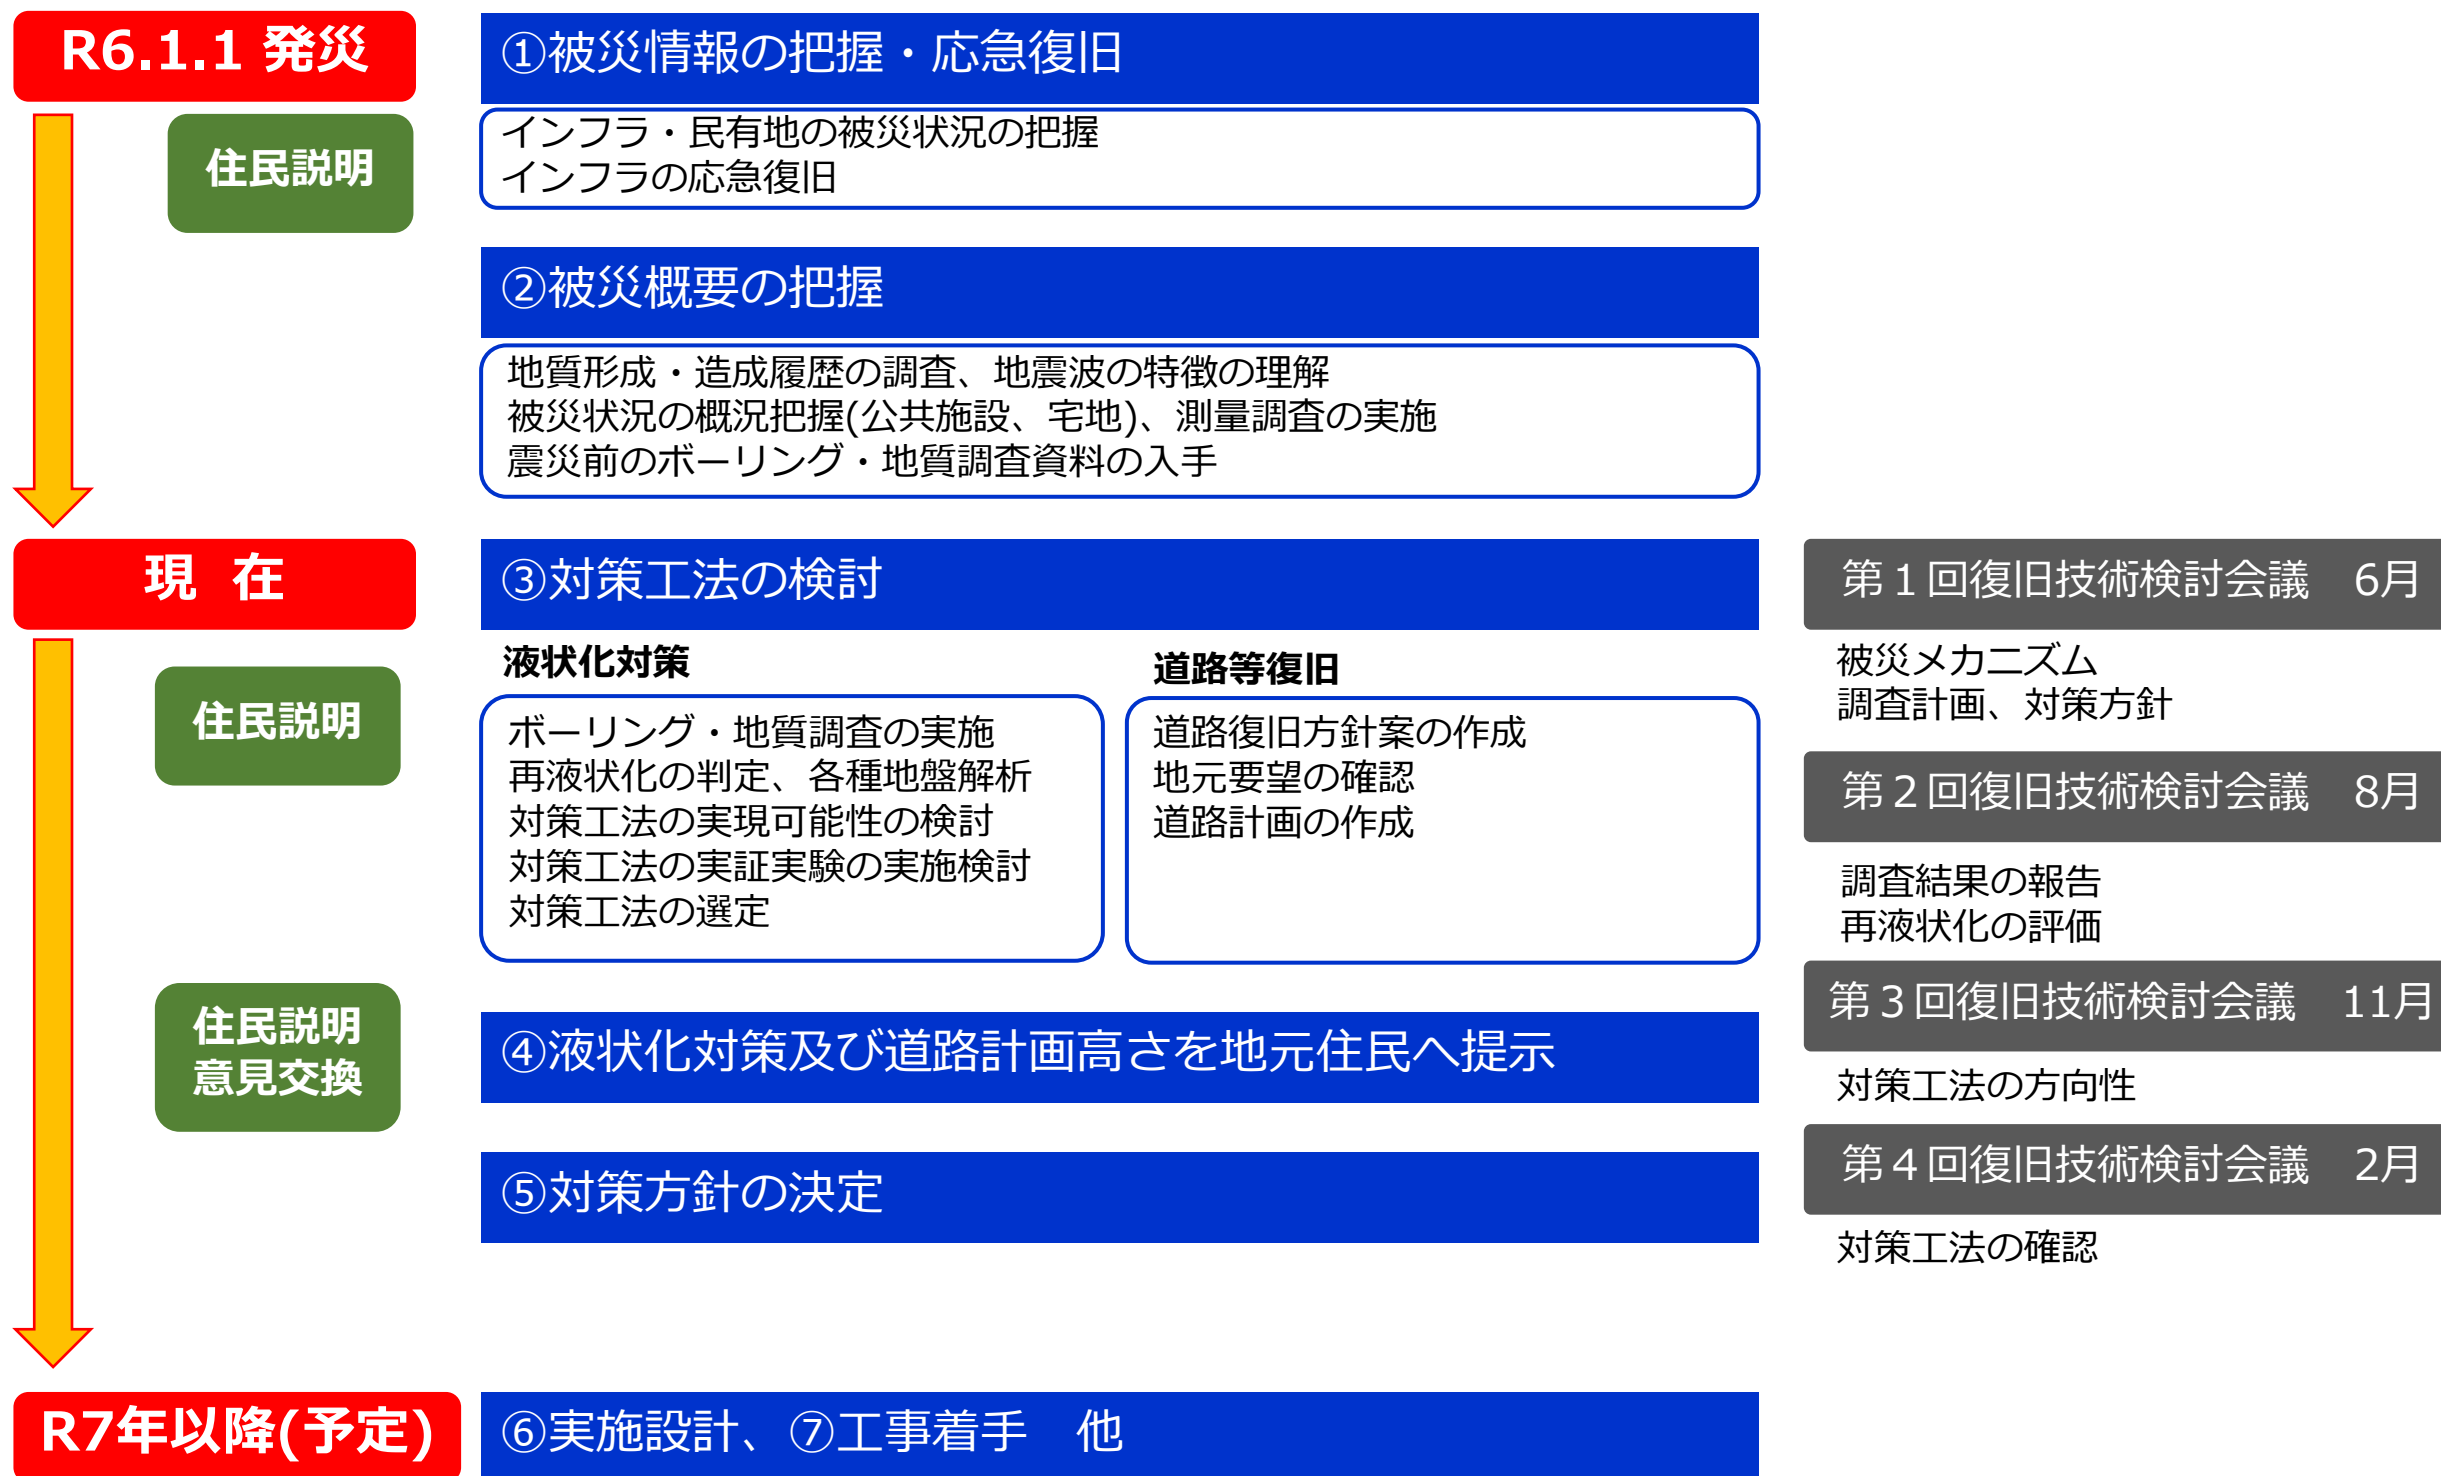 R6.1.1 発災
①被災情報の把握・応急復旧
住民説明
インフラ・民有地の被災状況の把握
インフラの応急復旧
②被災概要の把握
地質形成・造成履歴の調査、地震波の特徴の理解
被災状況の概況把握(公共施設、宅地)、測量調査の実施
震災前のボーリング・地質調査資料の入手
現 在
③対策工法の検討
住民説明
液状化対策
ボーリング・地質調査の実施
再液状化の判定、各種地盤解析
対策工法の実現可能性の検討
対策工法の実証実験の実施検討
対策工法の選定
道路等復旧
道路復旧方針案の作成
地元要望の確認
道路計画の作成
住民説明
意見交換
④液状化対策及び道路計画高さを地元住民へ提示
⑤対策方針の決定
第１回復旧技術検討会議　6月
被災メカニズム
調査計画、対策方針
第２回復旧技術検討会議　8月
調査結果の報告
再液状化の評価
第３回復旧技術検討会議　11月
対策工法の方向性
第４回復旧技術検討会議　2月
対策工法の確認
R7年以降(予定)
⑥実施設計、⑦工事着手　他